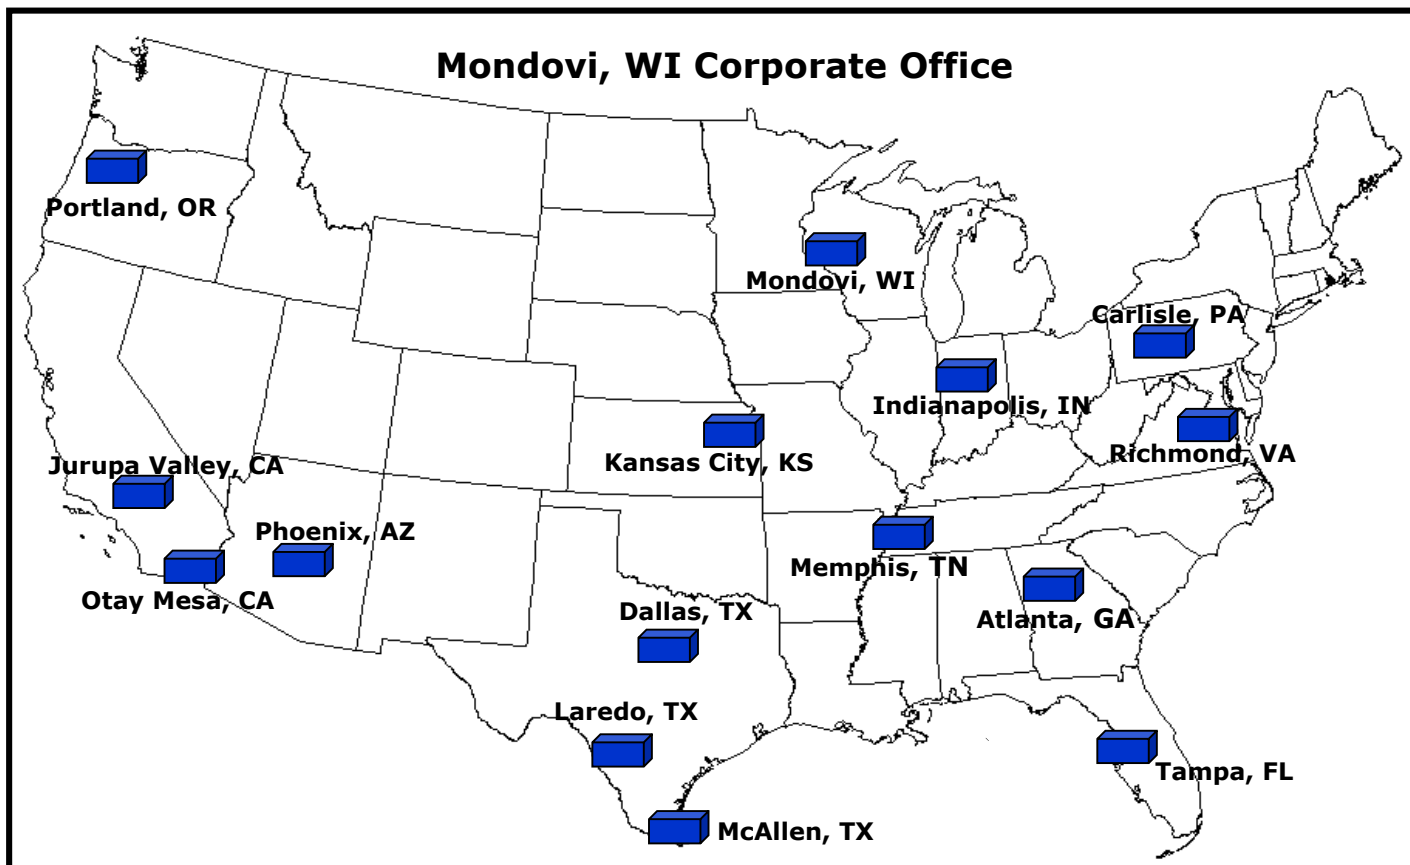 Mondovi, WI Corporate Office
Portland, OR
Mondovi, WI
Carlisle, PA
Indianapolis, IN
Richmond, VA
Kansas City, KS
Jurupa Valley, CA
Phoenix, AZ
Memphis, TN
Otay Mesa, CA
Dallas, TX
Atlanta, GA
Laredo, TX
Tampa, FL
McAllen, TX